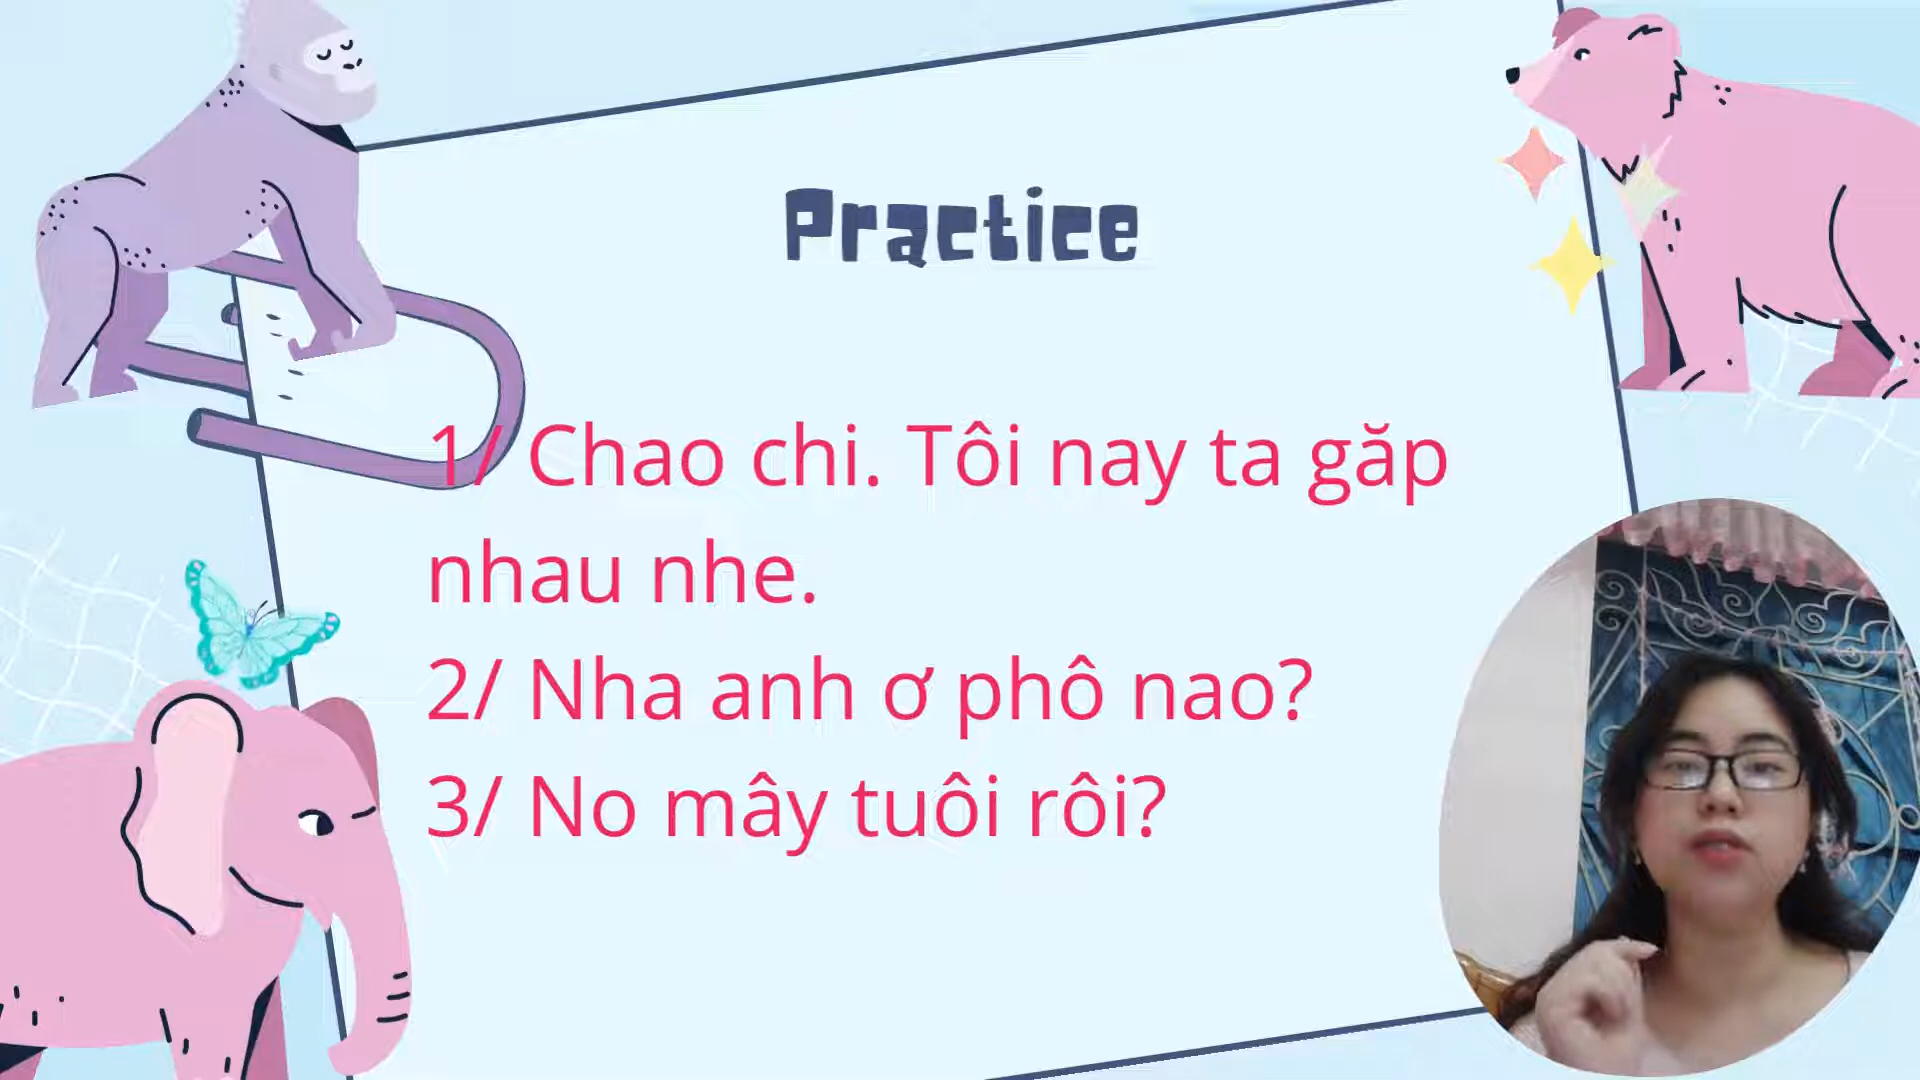 Practice
1/ Chao chi. Tôi nay ta găp
nhau nhe.
2/ Nha anh ơ phô nao?
3/ No mây tuôi rôi?